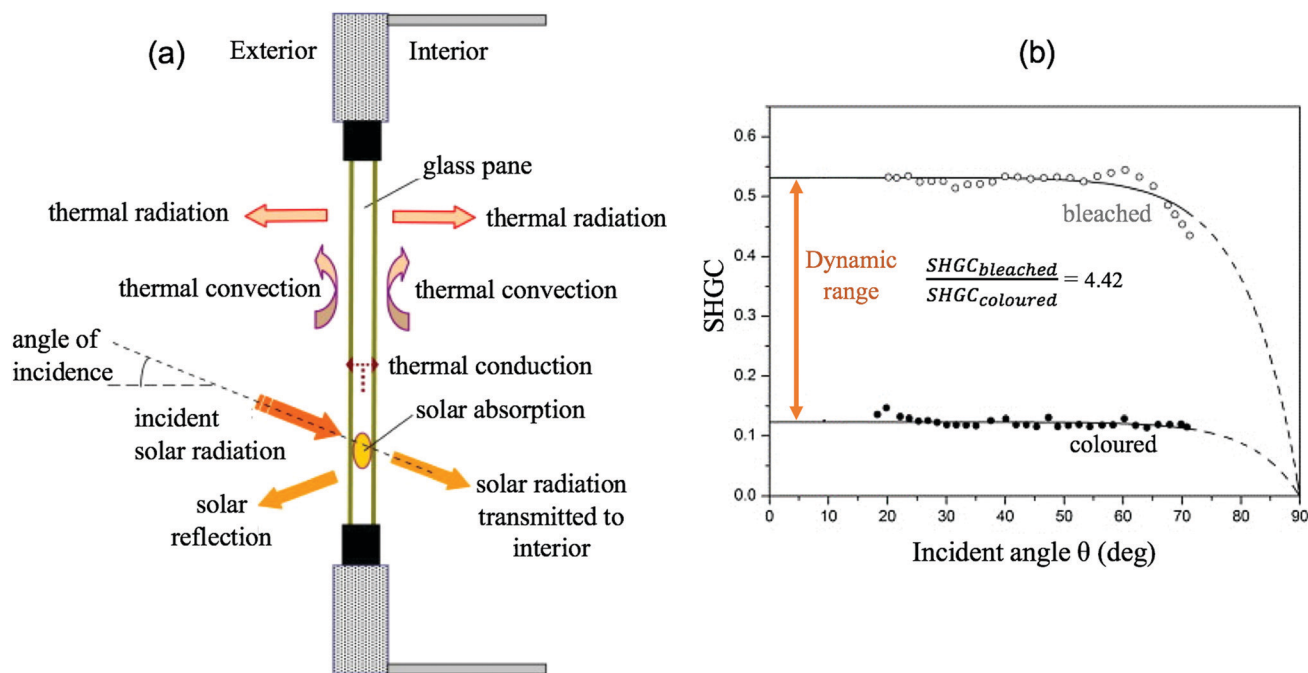 (a)
Exterior
Interior
glass pane
thermal radiation
thermal radiation
thermal convection
thermal convection
angle of
incidence
thermal conduction
incident
solar radiation
solar absorption
solar
reflection
solar radiation
transmitted to
interior
(b)
SHGC
0.6
0.5
0.4
0.3
0.2
0.1
0.0
bleached
Dynamic
range
SHGC_bleached
SHGC_coloured
= 4.42
coloured
0
10
20
30
40
50
60
70
80
90
Incident angle θ (deg)